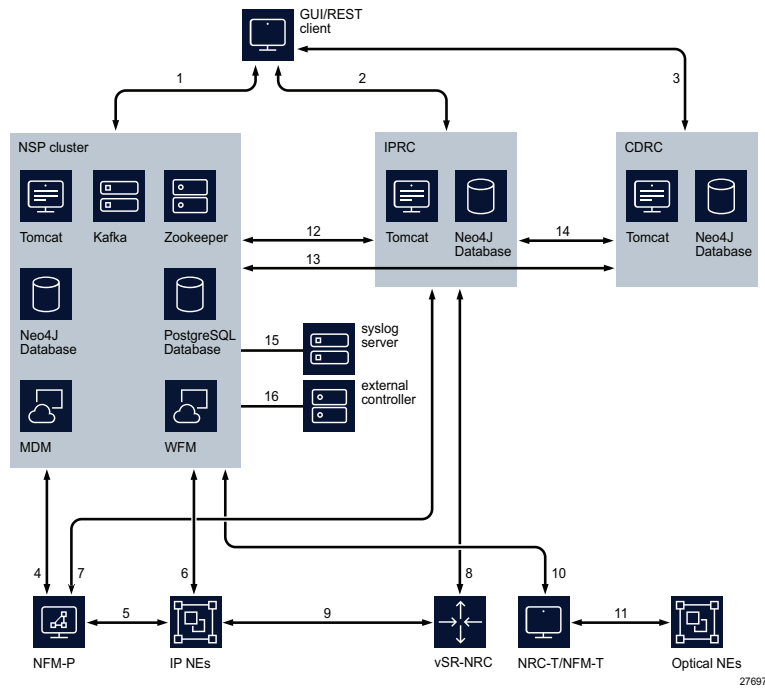 GUI/REST
client
1
2
3
NSP cluster
IPRC
CDRC
Tomcat
Kafka
Zookeeper
Tomcat
Neo4J
Database
Tomcat
Neo4J
Database
12
14
13
Neo4J
Database
PostgreSQL
Database
15
syslog
server
16
external
controller
MDM
WFM
4
7
6
8
10
5
9
11
NFM-P
IP NEs
vSR-NRC
NRC-T/NFM-T
Optical NEs
27697